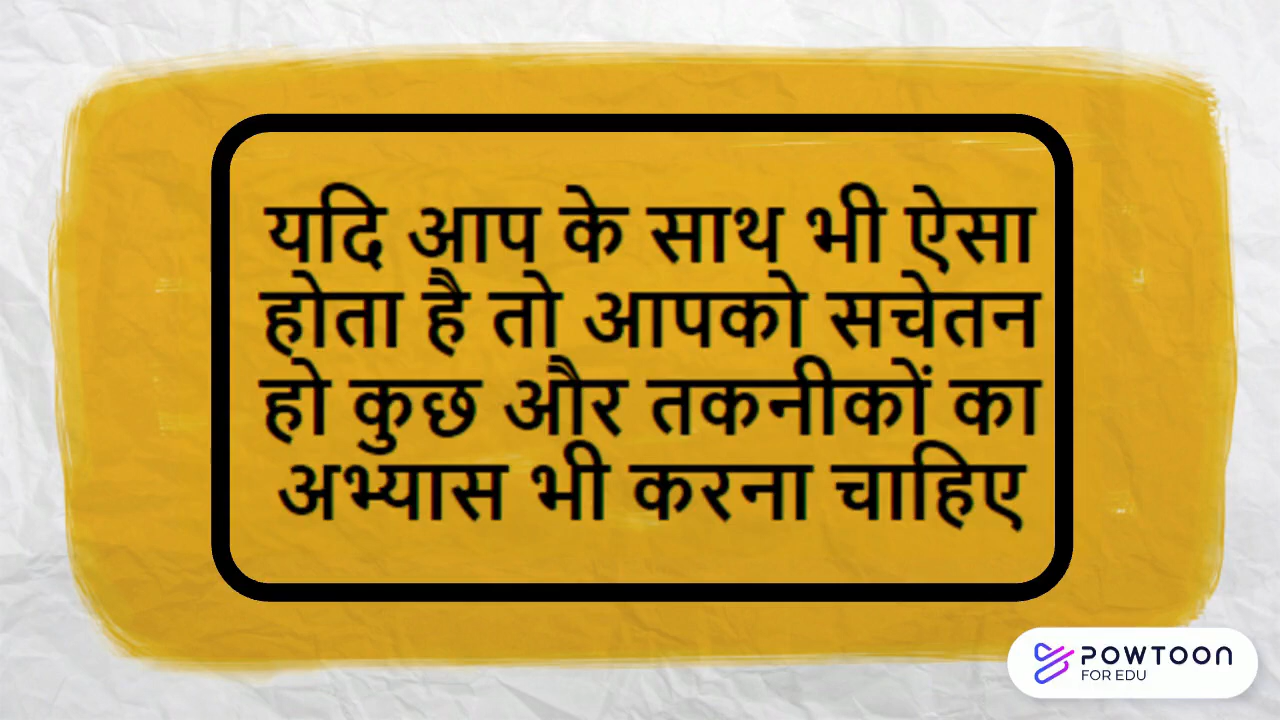 यदि आप के साथ भी ऐसा
होता है तो आपको सचेतन
हो कुछ और तकनीकों का
अभ्यास भी करना चाहिए
POWTOON
FOR EDU